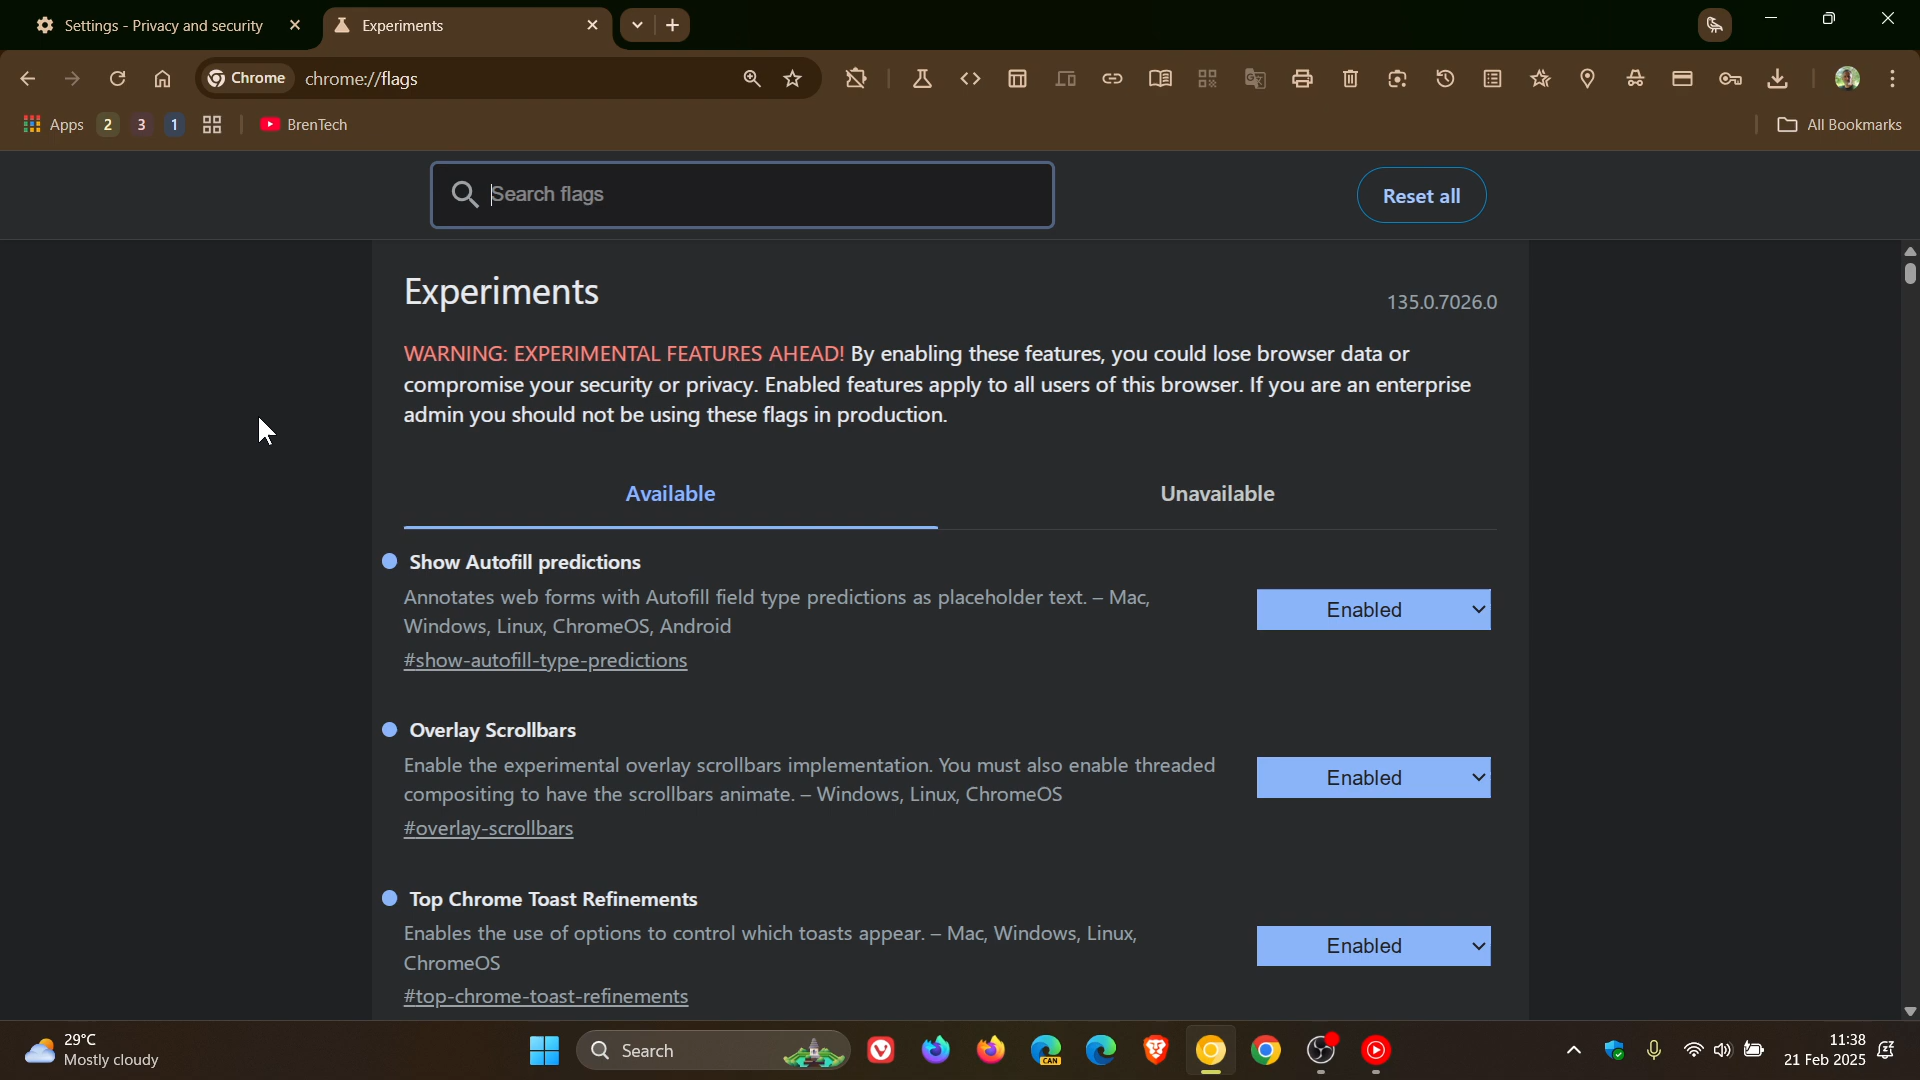 Settings - Privacy and security
Experiments
Chrome
chrome://flags
Apps
2
3
1
BrenTech
All Bookmarks
Search flags
Reset all
Experiments
135.0.7026.0
WARNING: EXPERIMENTAL FEATURES AHEAD! By enabling these features, you could lose browser data or
compromise your security or privacy. Enabled features apply to all users of this browser. If you are an enterprise
admin you should not be using these flags in production.
Available
Unavailable
Show Autofill predictions
Annotates web forms with Autofill field type predictions as placeholder text. – Mac,
Windows, Linux, ChromeOS, Android
#show-autofill-type-predictions
Enabled
Overlay Scrollbars
Enable the experimental overlay scrollbars implementation. You must also enable threaded
compositing to have the scrollbars animate. – Windows, Linux, ChromeOS
#overlay-scrollbars
Enabled
Top Chrome Toast Refinements
Enables the use of options to control which toasts appear. – Mac, Windows, Linux,
ChromeOS
#top-chrome-toast-refinements
Enabled
29°C
Mostly cloudy
Search
CAN
11:38
21 Feb 2025